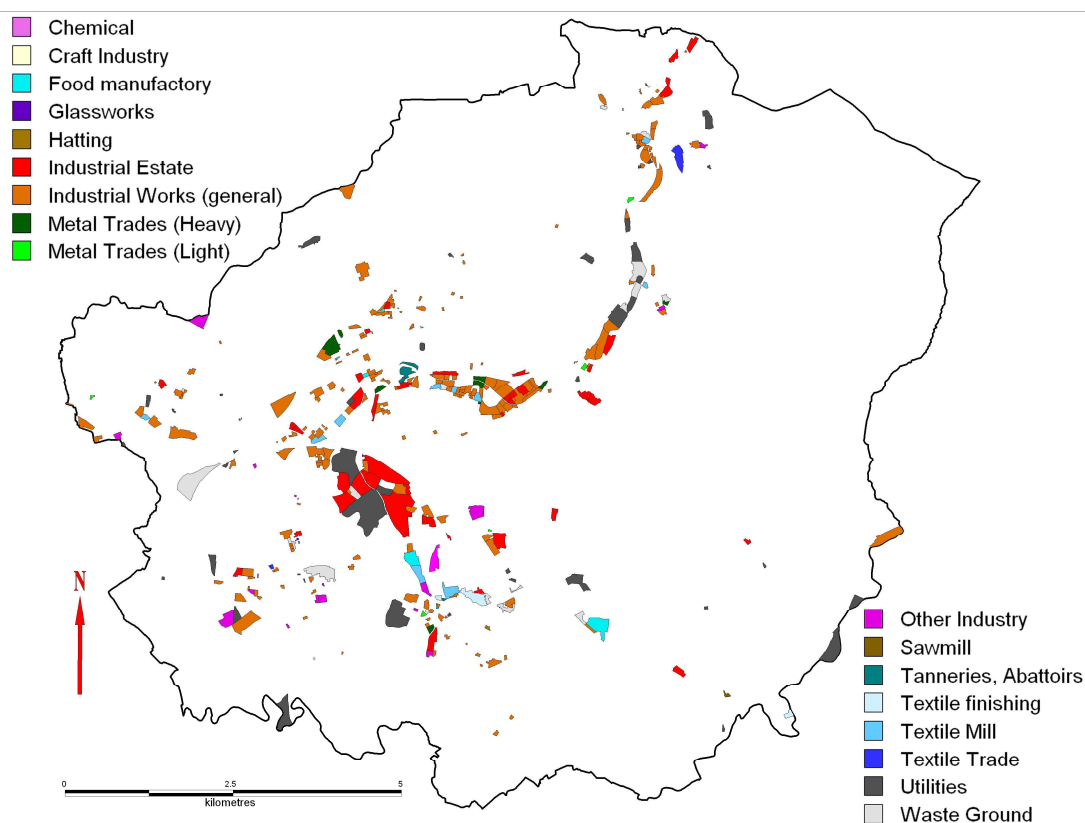 Chemical
Craft Industry
Food manufactory
Glassworks
Hatting
Industrial Estate
Industrial Works (general)
Metal Trades (Heavy)
Metal Trades (Light)
N
Other Industry
Sawmill
Tanneries, Abattoirs
Textile finishing
Textile Mill
Textile Trade
Utilities
Waste Ground
0 2.5 5
kilometres